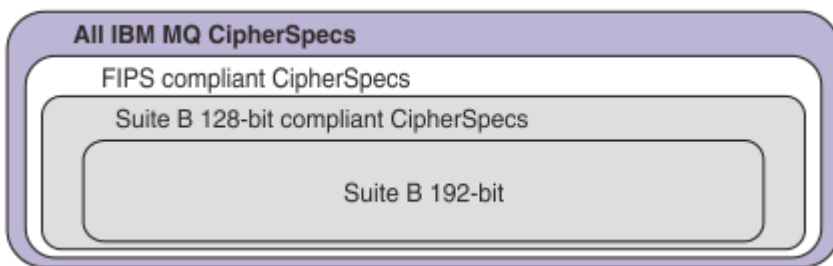 All IBM MQ CipherSpecs
FIPS compliant CipherSpecs
Suite B 128-bit compliant CipherSpecs
Suite B 192-bit